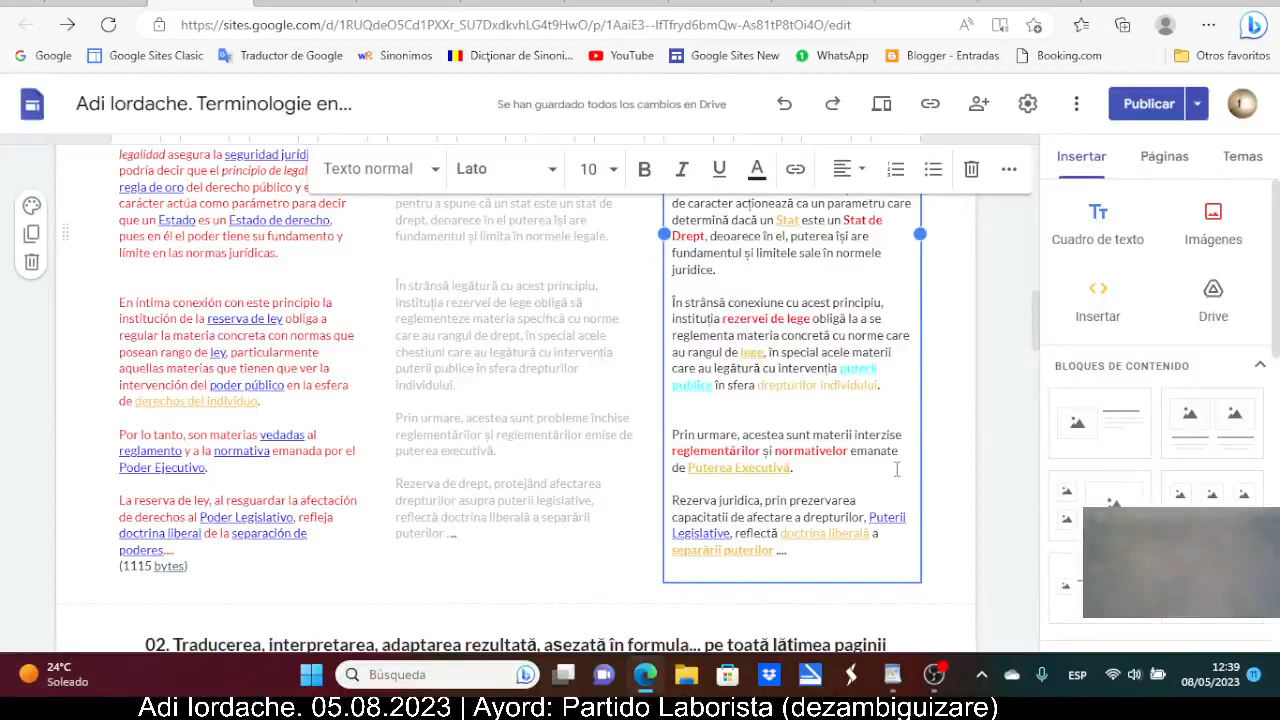 https://sites.google.com/d/1RUQdeO5Cd1PXXr_SU7DxdkvhLG4t9HwO/p/1AaiE3--lfTfryd6bmQw-As81tP8tOi4O/edit
Google
Google Sites Clasic
Traductor de Google
Sinonimos
Dicționar de Sinoni...
YouTube
Google Sites New
WhatsApp
Blogger - Entradas
Booking.com
Otros favoritos
Adi Iordache. Terminologie en...
Se han guardado todos los cambios en Drive
Publicar
Texto normal
Lato
10
Insertar
Páginas
Temas
Cuadro de texto
Imágenes
Insertar
Drive
BLOQUES DE CONTENIDO
legalidad asegura la seguridad jurídi
podría decir que el principio de legal
regla de oro del derecho público y e
carácter actúa como parámetro para decir
que un Estado es un Estado de derecho,
pues en él el poder tiene su fundamento y
límite en las normas jurídicas.
En íntima conexión con este principio la
institución de la reserva de ley obliga a
regular la materia concreta con normas que
posean rango de ley, particularmente
aquellas materias que tienen que ver la
intervención del poder público en la esfera
de derechos del individuo.
Por lo tanto, son materias vedadas al
reglamento y a la normativa emanada por el
Poder Ejecutivo.
La reserva de ley, al resguardar la afectación
de derechos al Poder Legislativo, refleja
doctrina liberal de la separación de
poderes....
(1115 bytes)
pentru a spune că un stat este un stat de
drept, deoarece în el puterea își are
fundamentul și limita în normele legale.
În strânsă legătură cu acest principiu,
instituția rezervei de lege obligă să
reglementeze materia specifică cu norme
care au rangul de drept, în special acele
chestiuni care au legătură cu intervenția
puterii publice în sfera drepturilor
individului.
Prin urmare, acestea sunt probleme închise
reglementărilor și reglementărilor emise de
puterea executivă.
Rezerva de drept, protejând afectarea
drepturilor asupra puterii legislative,
reflectă doctrina liberală a separării
puterilor ....
de caracter acționează ca un parametru care
determină dacă un Stat este un Stat de
Drept, deoarece în el, puterea își are
fundamentul și limitele sale în normele
juridice.
În strânsă conexiune cu acest principiu,
instituția rezervei de lege obligă la a se
reglementa materia concretă cu norme care
au rangul de lege, în special acele materii
care au legătură cu intervenția puterii
publice în sfera drepturilor individului.
Prin urmare, acestea sunt materii interzise
reglementărilor și normativelor emanate
de Puterea Executivă.
Rezerva juridica, prin prezervarea
capacitatii de afectare a drepturilor, Puterii
Legislative, reflectă doctrina liberală a
separării puterilor ....
02. Traducerea, interpretarea, adaptarea rezultată, așezată în formula... pe toată lățimea paginii
24°C
Soleado
Búsqueda
ESP
12:39
08/05/2023
Adi Iordache. 05.08.2023 | Ayord: Partido Laborista (dezambiguizare)